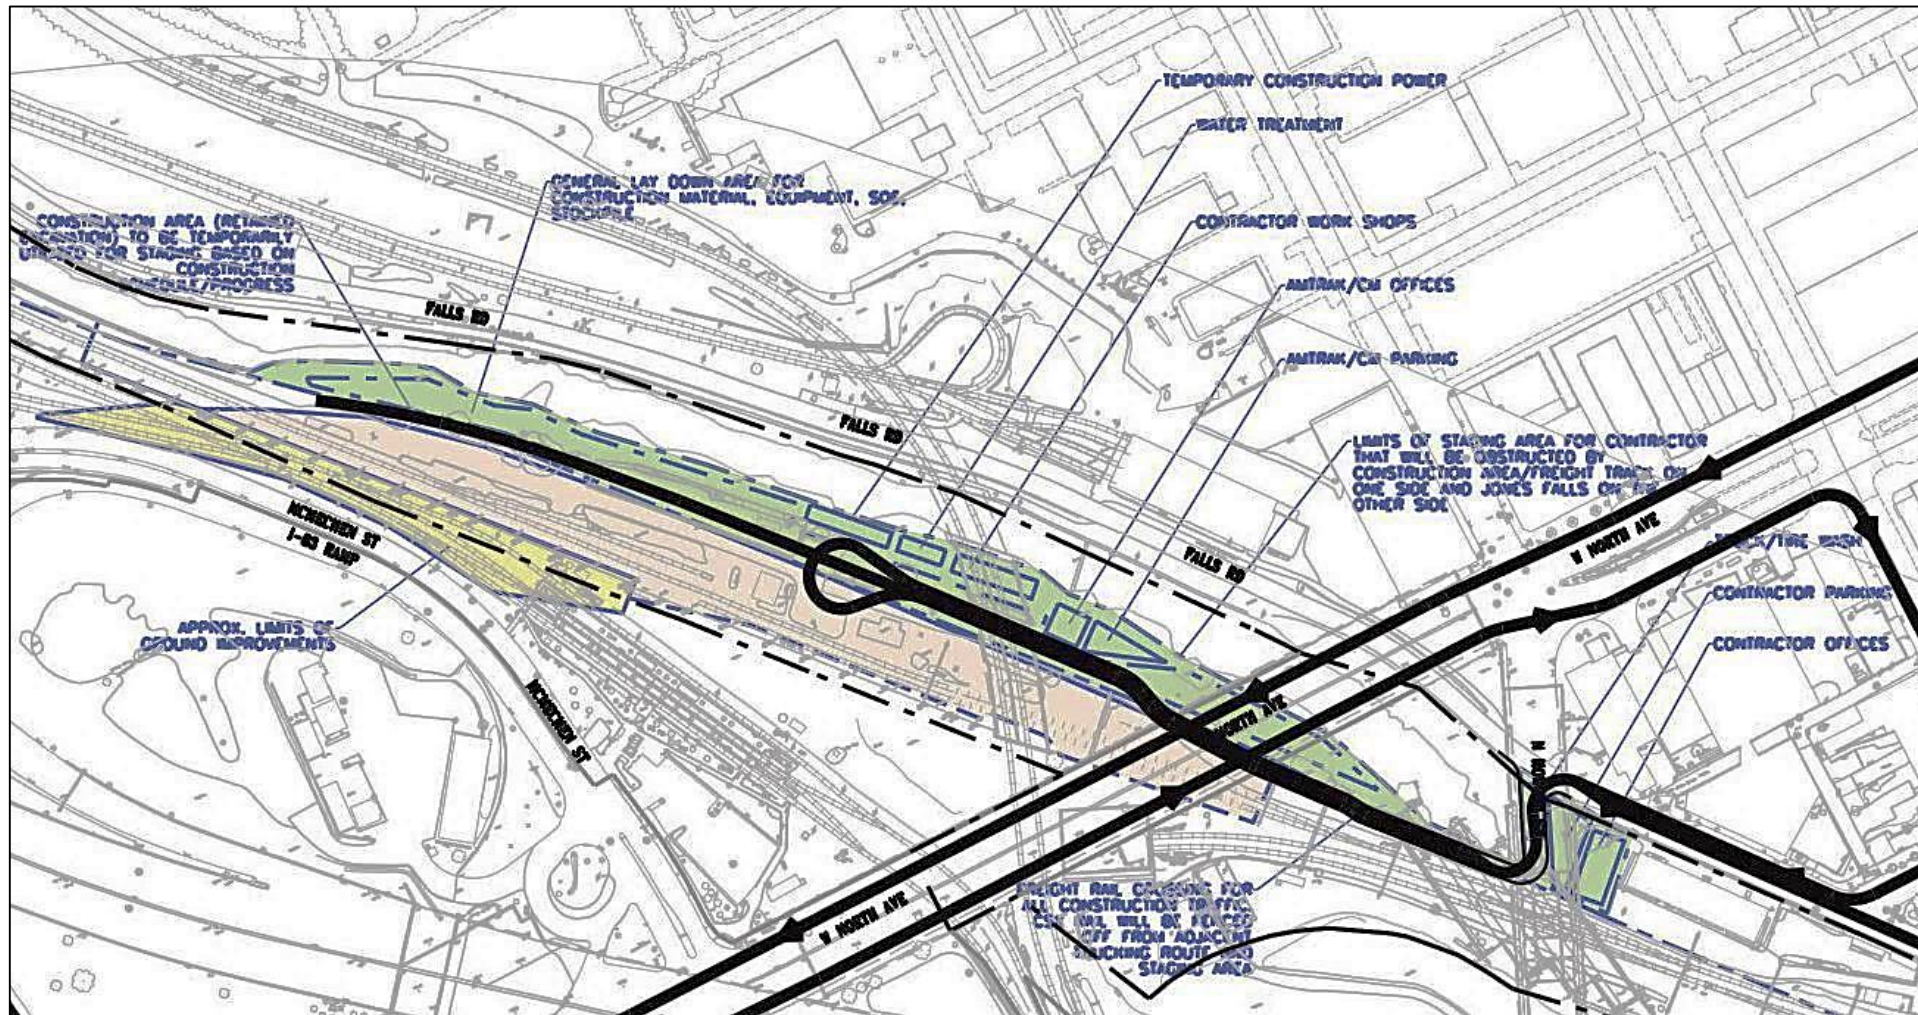 TEMPORARY CONSTRUCTION POWER
WATER TREATMENT
GENERAL LAY DOWN AREA FOR
CONSTRUCTION MATERIAL, EQUIPMENT, SOE,
STOCKPILE
CONTRACTOR WORK SHOPS
CONSTRUCTION AREA (RETAINED
EXCAVATION) TO BE TEMPORARILY
UTILIZED FOR STAGING BASED ON
CONSTRUCTION
SCHEDULE/PROGRESS
AMTRAK/CM OFFICES
FALLS RD
AMTRAK/CM PARKING
FALLS RD
LIMITS OF STAGING AREA FOR CONTRACTOR
THAT WILL BE OBSTRUCTED BY
CONSTRUCTION AREA/FREIGHT TRACK ON
ONE SIDE AND JONES FALLS ON THE
OTHER SIDE
MCMECHEN ST
I-83 RAMP
W NORTH AVE
TRUCK/TIRE WASH
FALLS RD
CONTRACTOR PARKING
APPROX. LIMITS OF
GROUND IMPROVEMENTS
CONTRACTOR OFFICES
MCMECHEN ST
NORTH AVE
N
FREIGHT RAIL CROSSING FOR
ALL CONSTRUCTION TRAFFIC
CSX RAIL WILL BE FENCED
OFF FROM ADJACENT
TRUCKING ROUTE AND
STAGING AREA
W NORTH AVE